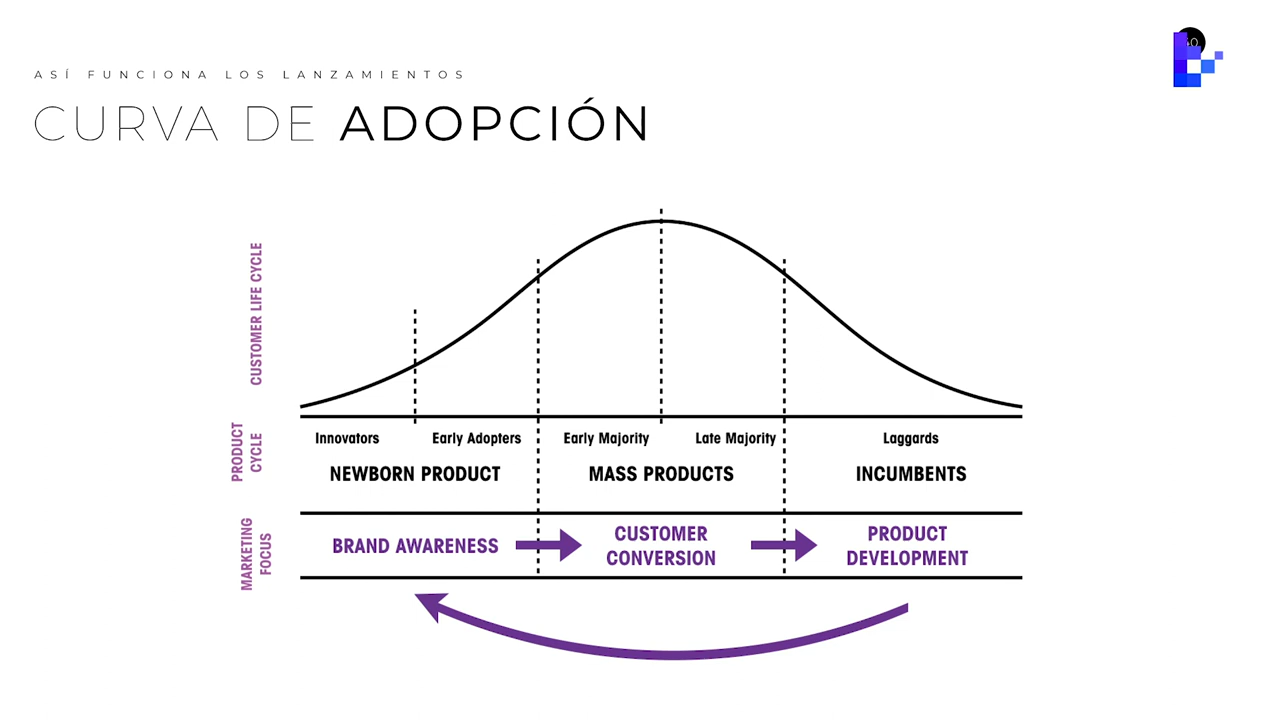 ASÍ FUNCIONA LOS LANZAMIENTOS
CURVA DE ADOPCIÓN
CUSTOMER LIFE CYCLE
PRODUCT
CYCLE
Innovators Early Adopters Early Majority Late Majority Laggards
NEWBORN PRODUCT MASS PRODUCTS INCUMBENTS
MARKETING
FOCUS
BRAND AWARENESS
CUSTOMER
CONVERSION
PRODUCT
DEVELOPMENT